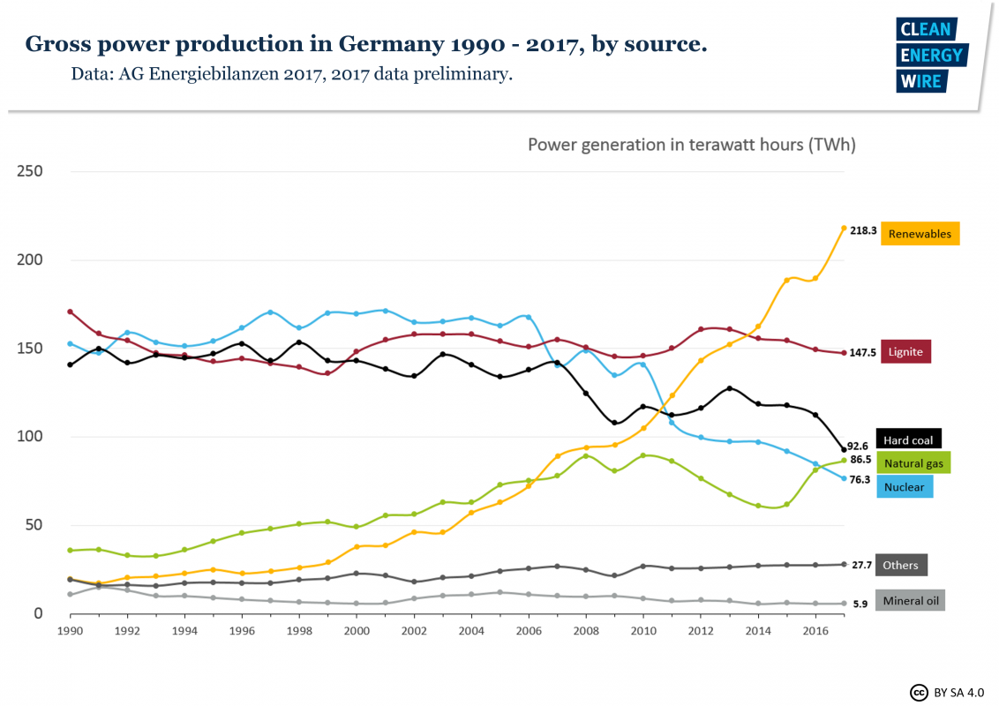 Gross power production in Germany 1990 - 2017, by source.
Data: AG Energiebilanzen 2017, 2017 data preliminary.
CLEAN
ENERGY
WIRE
Power generation in terawatt hours (TWh)
250
200
150
100
50
0
218.3 Renewables
147.5 Lignite
92.6 Hard coal
86.5 Natural gas
76.3 Nuclear
27.7 Others
5.9 Mineral oil
1990 1992 1994 1996 1998 2000 2002 2004 2006 2008 2010 2012 2014 2016
cc BY SA 4.0